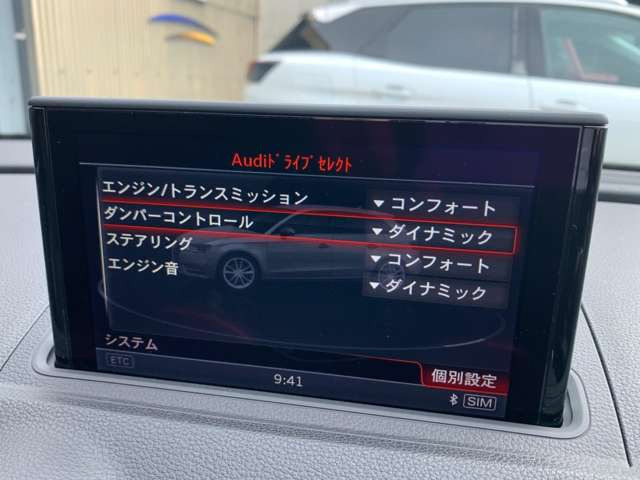 Audiﾄﾞﾗｲﾌﾞｾﾚｸﾄ
エンジン/トランスミッション ▼ コンフォート
ダンパーコントロール ▼ ダイナミック
ステアリング ▼ コンフォート
エンジン音 ▼ ダイナミック
システム
個別設定
ETC
9:41
SIM